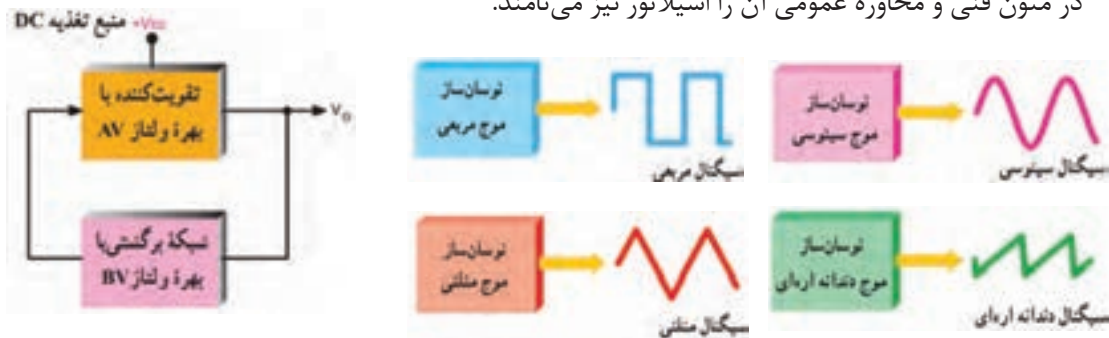 در متون فنی و محاوره عمومی آن را اسیلاتور نیز می‌نامند.
منبع تغذیه DC +Vcc
تقویت‌کننده با
بهرهٔ ولتاژ AV
Vo
شبکهٔ برگشتی با
بهرهٔ ولتاژ BV
نوسان‌ساز
موج سینوسی
سیگنال سینوسی
نوسان‌ساز
موج مربعی
سیگنال مربعی
نوسان‌ساز
موج دندانه اره‌ای
سیگنال دندانه اره‌ای
نوسان‌ساز
موج مثلثی
سیگنال مثلثی